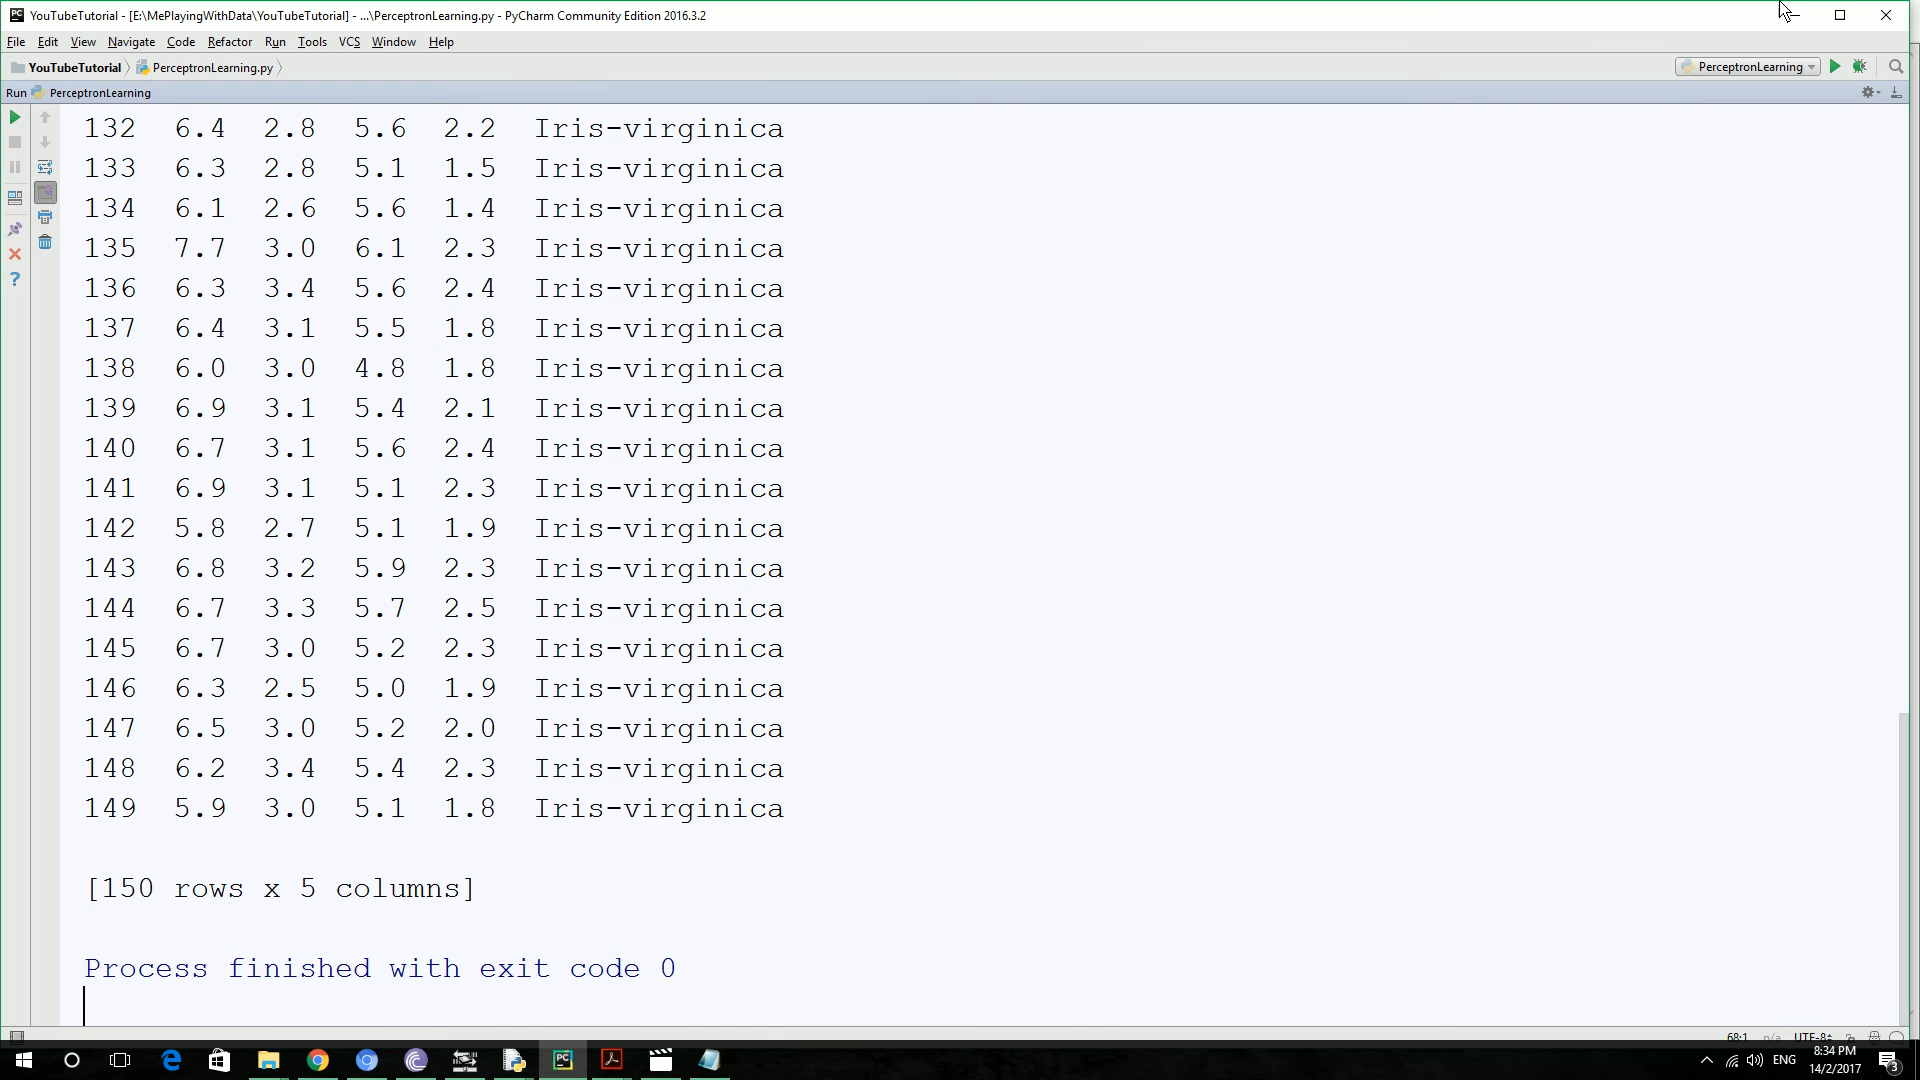 YouTubeTutorial - [E:\MePlayingWithData\YouTubeTutorial] - ...\PerceptronLearning.py - PyCharm Community Edition 2016.3.2
File Edit View Navigate Code Refactor Run Tools VCS Window Help
YouTubeTutorial PerceptronLearning.py PerceptronLearning
Run PerceptronLearning
132 6.4 2.8 5.6 2.2 Iris-virginica
133 6.3 2.8 5.1 1.5 Iris-virginica
134 6.1 2.6 5.6 1.4 Iris-virginica
135 7.7 3.0 6.1 2.3 Iris-virginica
136 6.3 3.4 5.6 2.4 Iris-virginica
137 6.4 3.1 5.5 1.8 Iris-virginica
138 6.0 3.0 4.8 1.8 Iris-virginica
139 6.9 3.1 5.4 2.1 Iris-virginica
140 6.7 3.1 5.6 2.4 Iris-virginica
141 6.9 3.1 5.1 2.3 Iris-virginica
142 5.8 2.7 5.1 1.9 Iris-virginica
143 6.8 3.2 5.9 2.3 Iris-virginica
144 6.7 3.3 5.7 2.5 Iris-virginica
145 6.7 3.0 5.2 2.3 Iris-virginica
146 6.3 2.5 5.0 1.9 Iris-virginica
147 6.5 3.0 5.2 2.0 Iris-virginica
148 6.2 3.4 5.4 2.3 Iris-virginica
149 5.9 3.0 5.1 1.8 Iris-virginica
[150 rows x 5 columns]
Process finished with exit code 0
68:1 n/a UTF-8
ENG 8:34 PM
14/2/2017 3